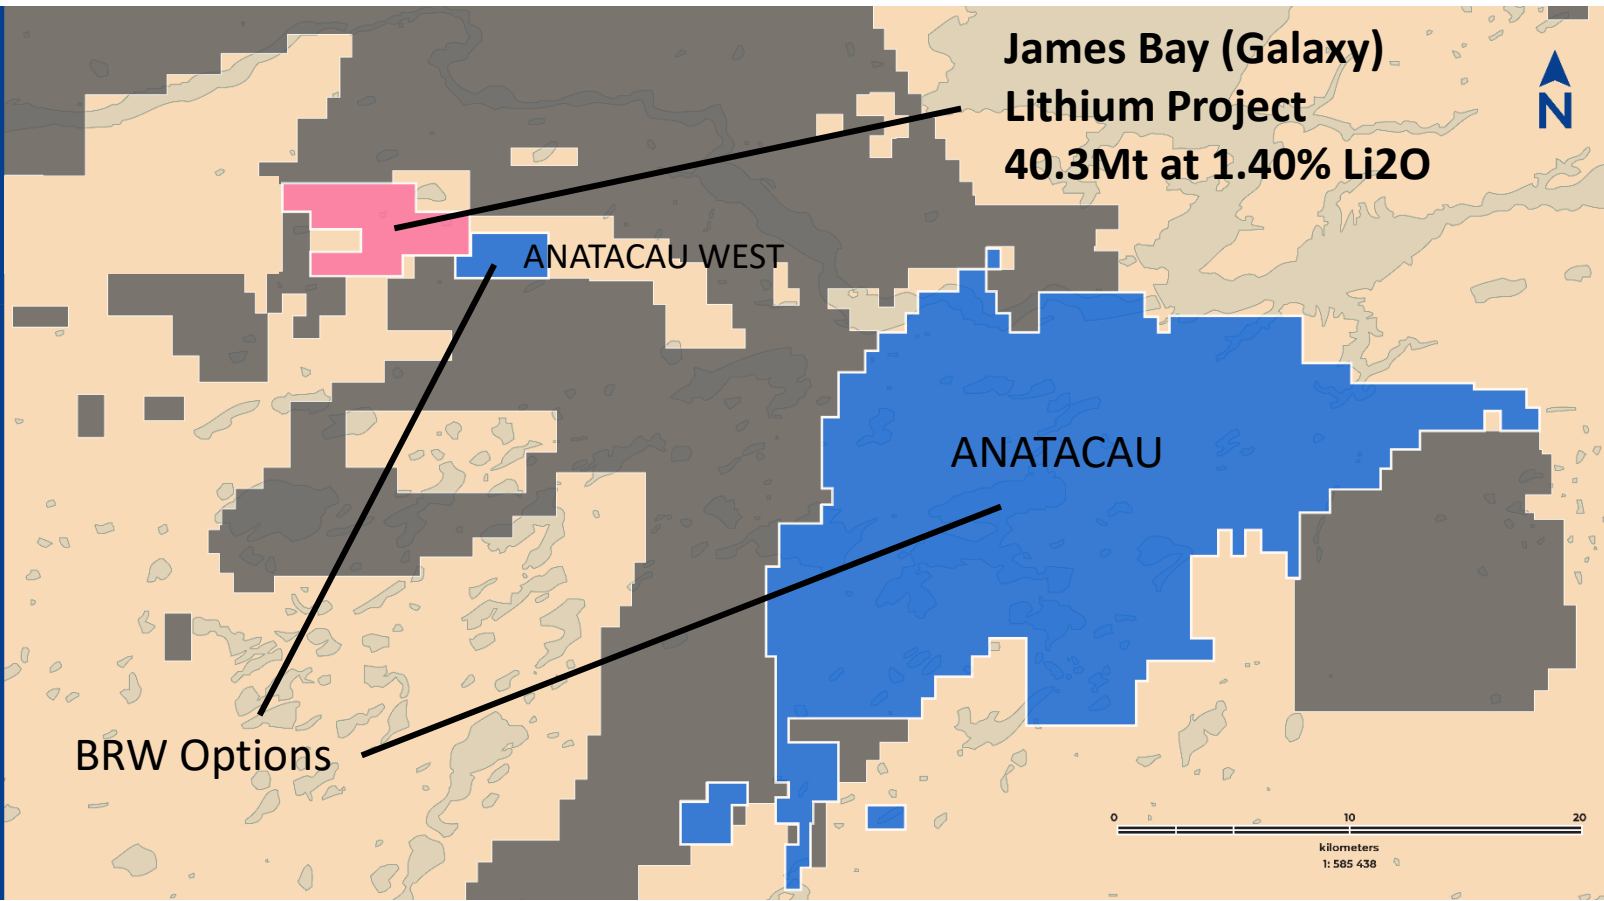 James Bay (Galaxy)
Lithium Project
40.3Mt at 1.40% Li2O
N
ANATACAU WEST
ANATACAU
BRW Options
0 10 20
kilometers
1: 585 438